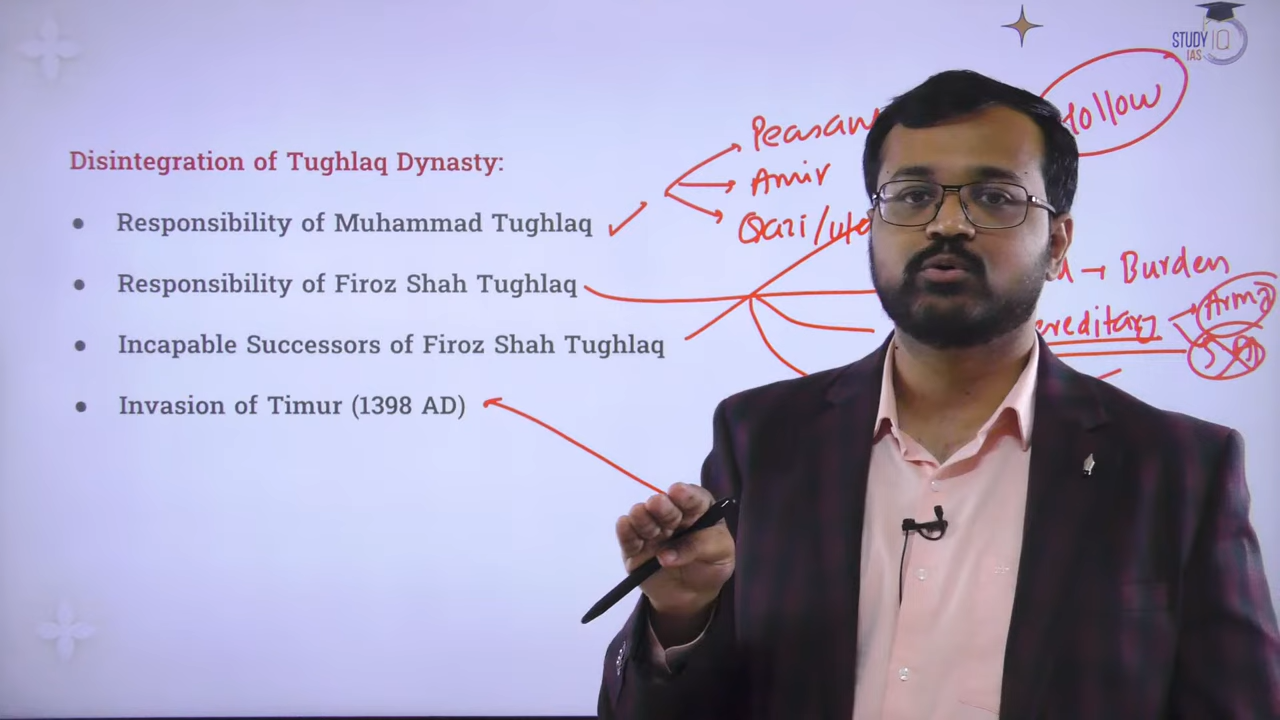 STUDY IQ
IAS
Disintegration of Tughlaq Dynasty:
● Responsibility of Muhammad Tughlaq
● Responsibility of Firoz Shah Tughlaq
● Incapable Successors of Firoz Shah Tughlaq
● Invasion of Timur (1398 AD)
Hollow
Amir
Qazi/
→ Burden